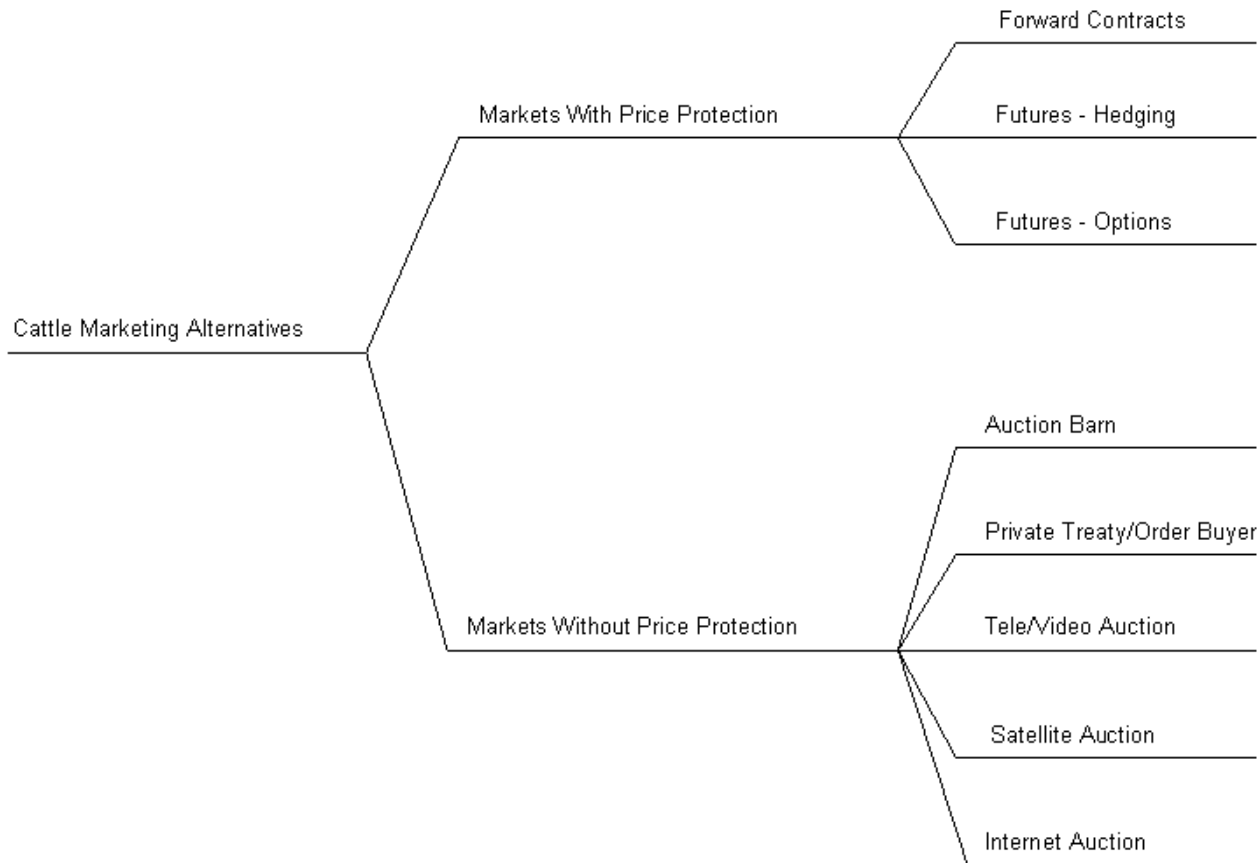 Forward Contracts
Markets With Price Protection
Futures - Hedging
Futures - Options
Cattle Marketing Alternatives
Auction Barn
Private Treaty/Order Buyer
Markets Without Price Protection
Tele/Video Auction
Satellite Auction
Internet Auction